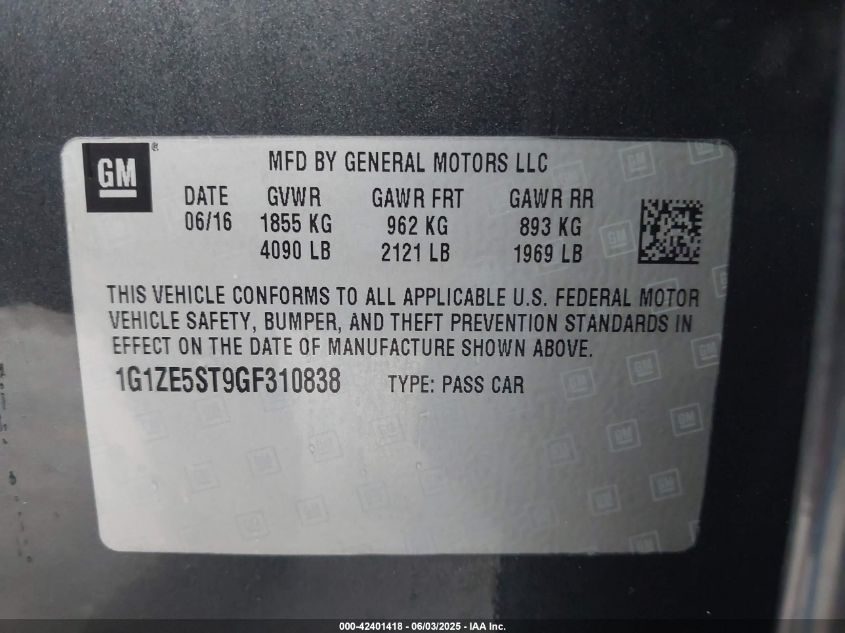 GM ®
MFD BY GENERAL MOTORS LLC
DATE GVWR GAWR FRT GAWR RR
06/16 1855 KG 962 KG 893 KG
4090 LB 2121 LB 1969 LB
THIS VEHICLE CONFORMS TO ALL APPLICABLE U.S. FEDERAL MOTOR
VEHICLE SAFETY, BUMPER, AND THEFT PREVENTION STANDARDS IN
EFFECT ON THE DATE OF MANUFACTURE SHOWN ABOVE.
1G1ZE5ST9GF310838 TYPE: PASS CAR
000-42401418 - 06/03/2025 - IAA Inc.